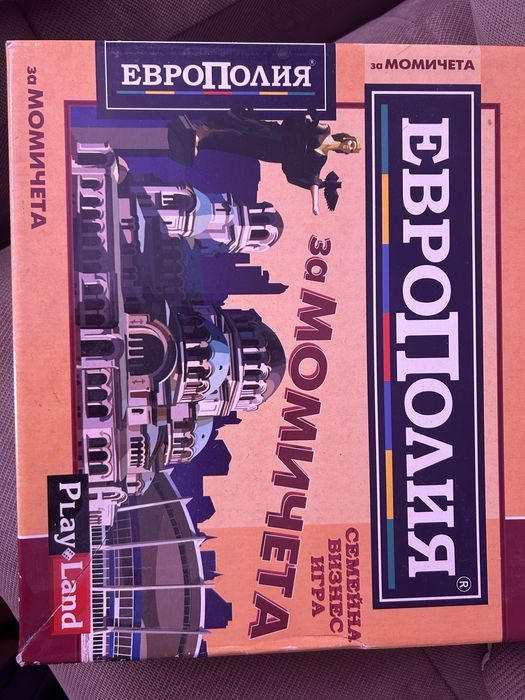 ЕВРОПОЛИЯ®
за МОМИЧЕТА
за МОМИЧЕТА
ЕВРОПОЛИЯ®
за МОМИЧЕТА
СЕМЕЙНА
БИЗНЕС
ИГРА
PLay Land